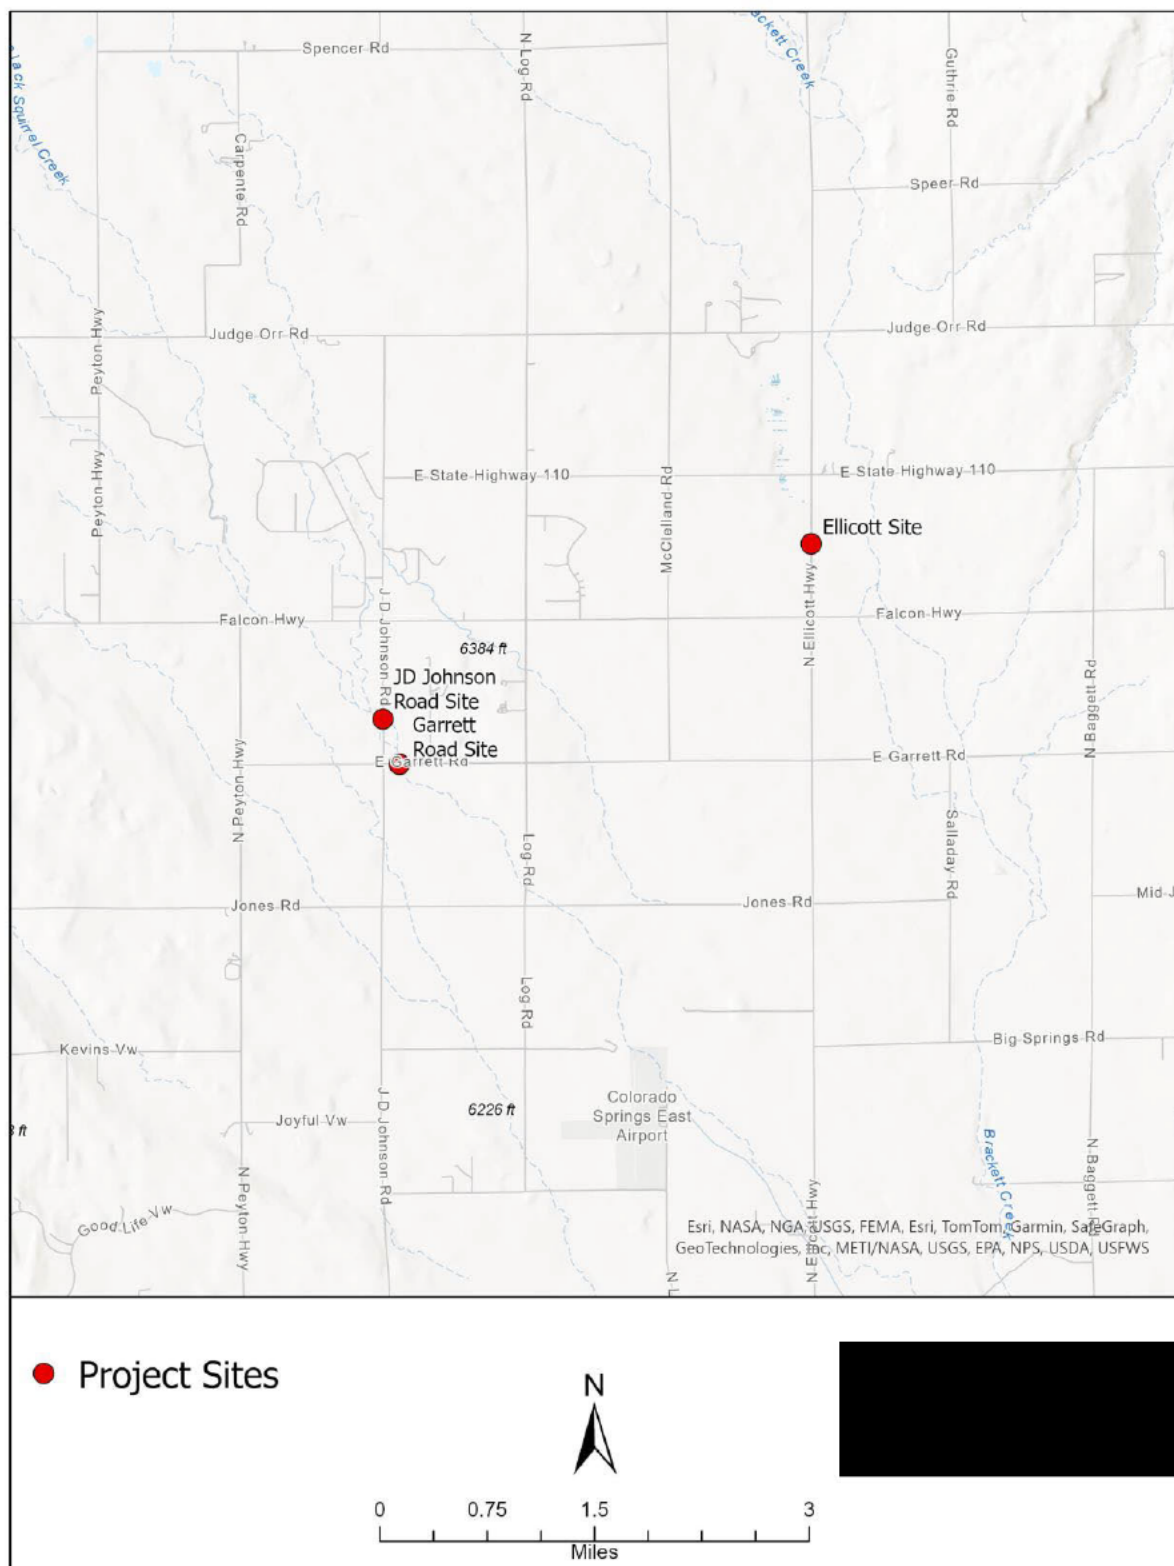 Spencer Rd
N Log Rd
ackett Creek
Guthrie Rd
lack Squirrel Creek
Carpente Rd
Speer Rd
Peyton Hwy
Judge Orr Rd
Judge Orr Rd
Peyton Hwy
E State Highway 110
McClelland Rd
E State Highway 110
Ellicott Site
J D Johnson Rd
N Ellicott Hwy
Falcon Hwy
Falcon Hwy
6384 ft
JD Johnson
Road Site
Garrett
Road Site
N Baggett Rd
E Garrett Rd
E Garrett Rd
N Peyton Hwy
Log Rd
Salladay Rd
Jones Rd
Jones Rd
Mid J
Log Rd
Kevins Vw
Big Springs Rd
J D Johnson Rd
6226 ft
Colorado
Springs East
Airport
Joyful Vw
ft
Brackett Creek
N Baggett Rd
N Peyton Hwy
Good Life Vw
N Ellicott Hwy
N L
Esri, NASA, NGA, USGS, FEMA, Esri, TomTom, Garmin, SafeGraph,
GeoTechnologies, Inc, METI/NASA, USGS, EPA, NPS, USDA, USFWS
Project Sites
N
0 0.75 1.5 3
Miles